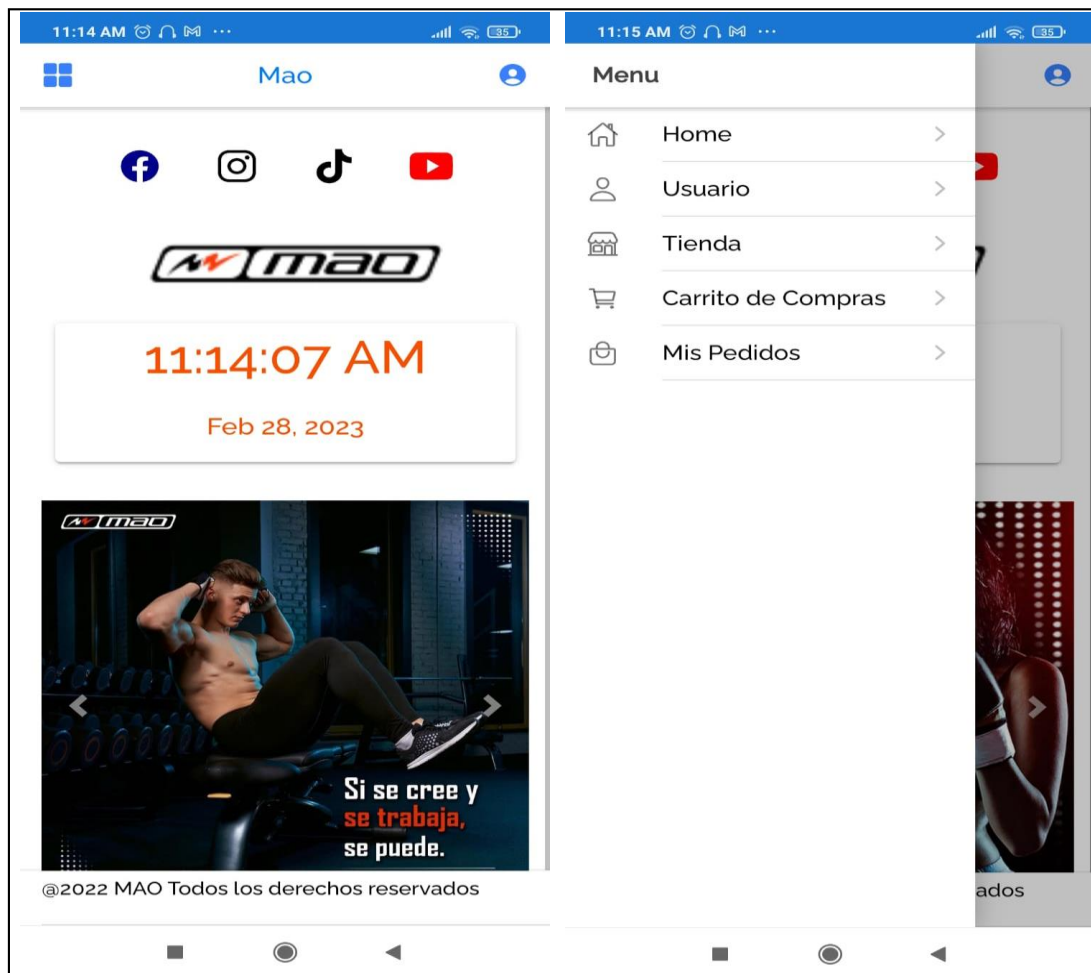 11:14 AM
35
Mao
mao
11:14:07 AM
Feb 28, 2023
mao
Si se cree y
se trabaja,
se puede.
@2022 MAO Todos los derechos reservados
11:15 AM
35
Menu
Home
Usuario
Tienda
Carrito de Compras
Mis Pedidos
ados